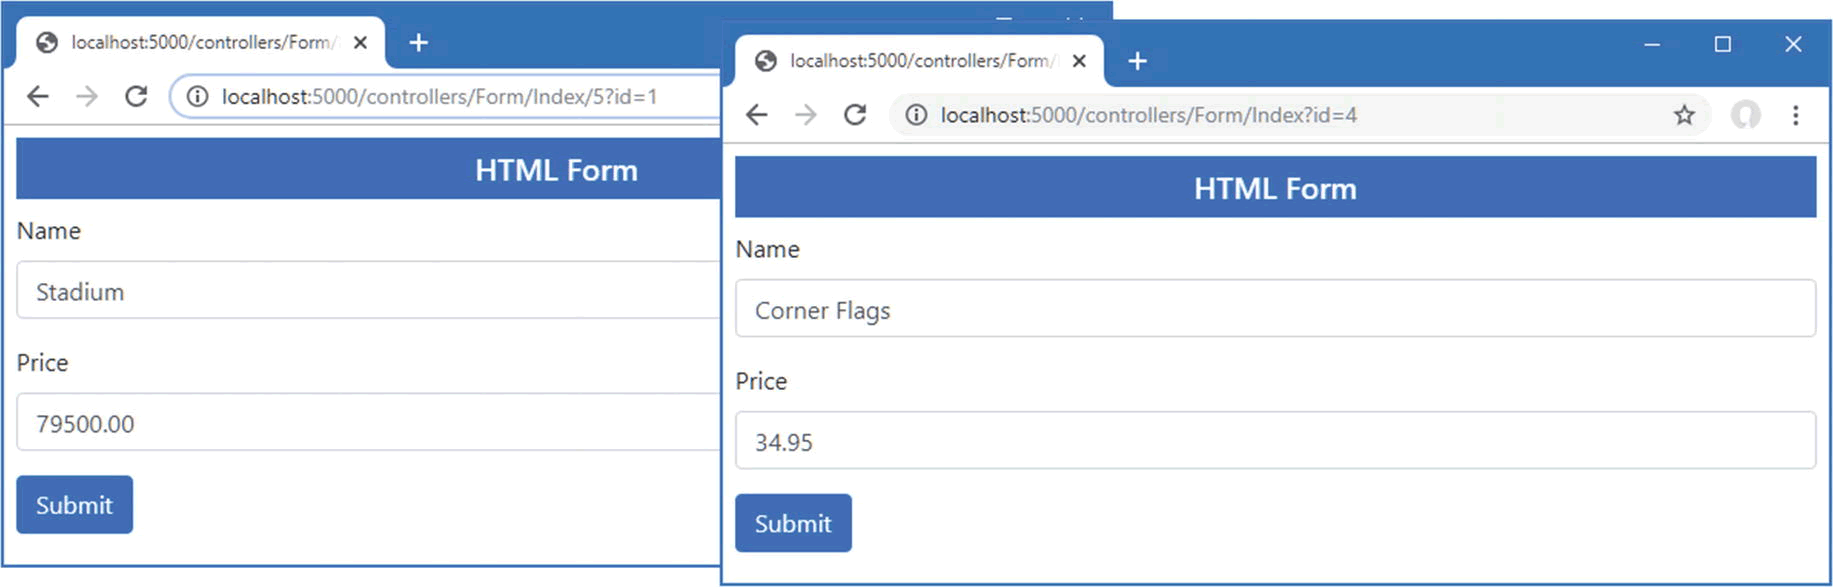 localhost:5000/controllers/Form/
localhost:5000/controllers/Form/Index/5?id=1
HTML Form
Name
Stadium
Price
79500.00
Submit
localhost:5000/controllers/Form/
localhost:5000/controllers/Form/Index?id=4
HTML Form
Name
Corner Flags
Price
34.95
Submit